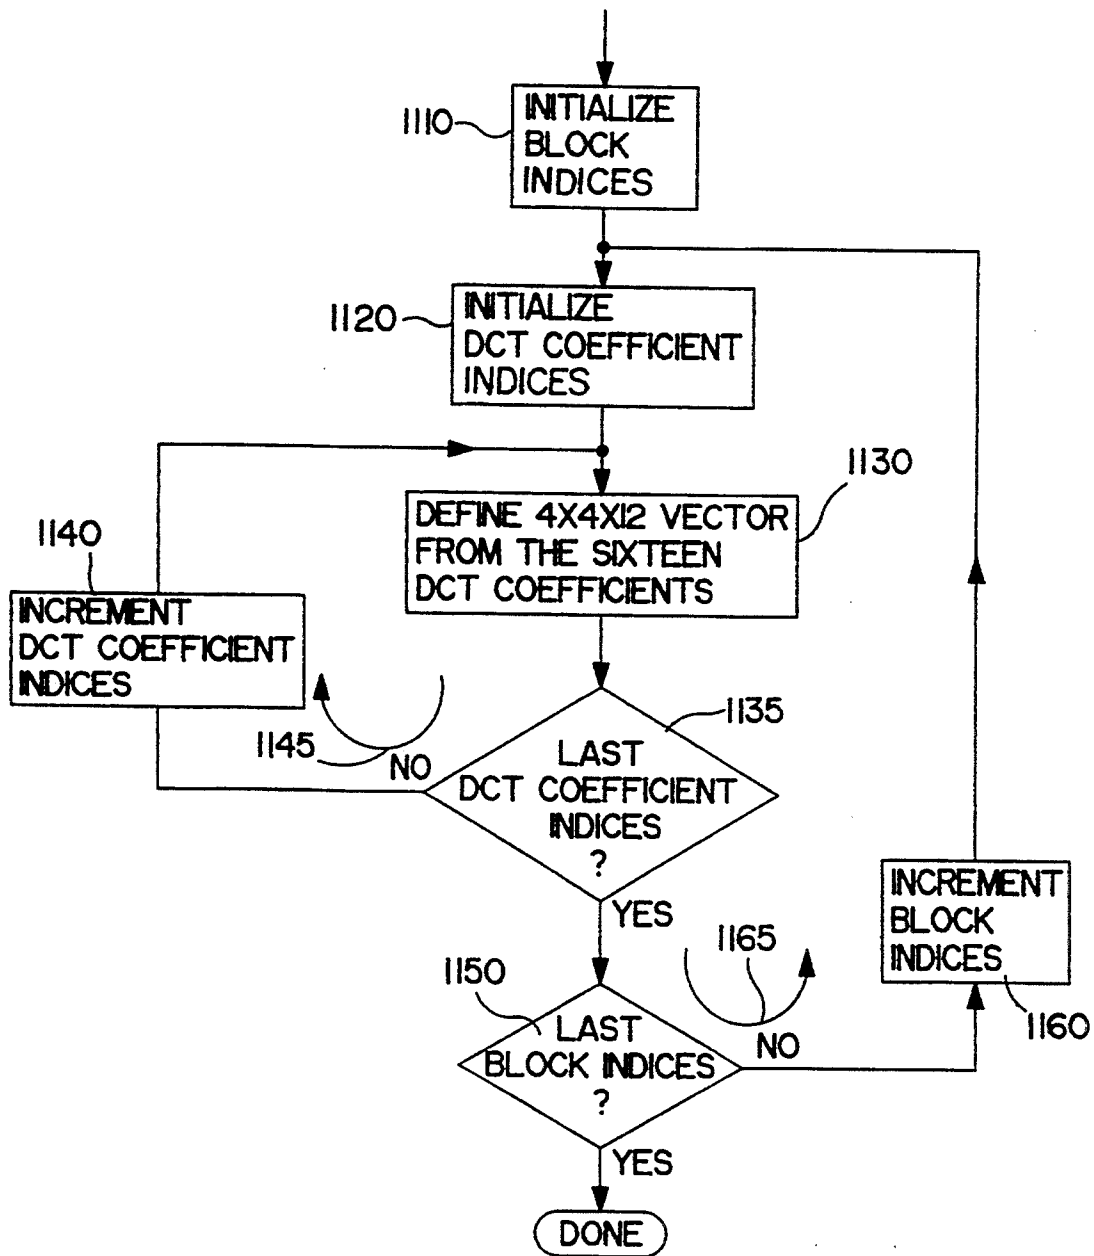 1110
INITIALIZE
BLOCK
INDICES
1120
INITIALIZE
DCT COEFFICIENT
INDICES
1130
DEFINE 4X4X12 VECTOR
FROM THE SIXTEEN
DCT COEFFICIENTS
1140
INCREMENT
DCT COEFFICIENT
INDICES
1135
1145
NO
LAST
DCT COEFFICIENT
INDICES
?
YES
1165
INCREMENT
BLOCK
INDICES
1160
1150
LAST
BLOCK INDICES
?
NO
YES
DONE